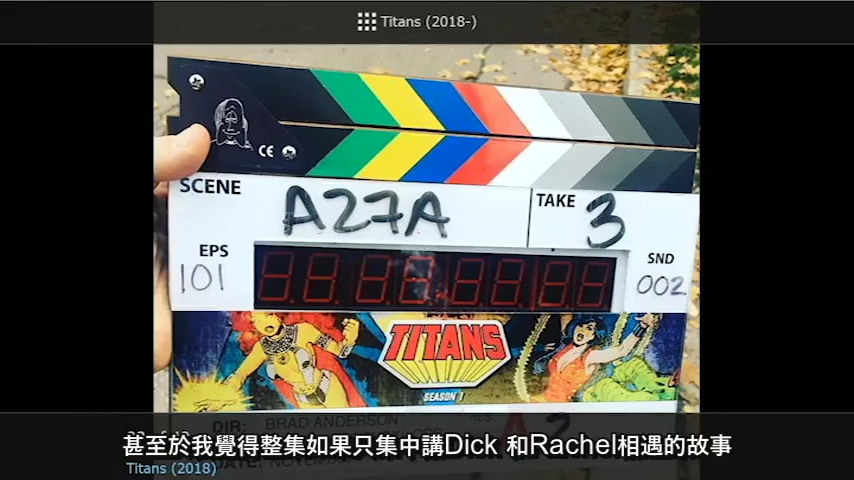 Titans (2018-)
SCENE
A27A
TAKE
3
EPS
101
SND
002
CE
TITANS
SEASON 1
DIR: BRAD ANDERSON
甚至於我覺得整集如果只集中講Dick 和Rachel相遇的故事
Titans (2018)